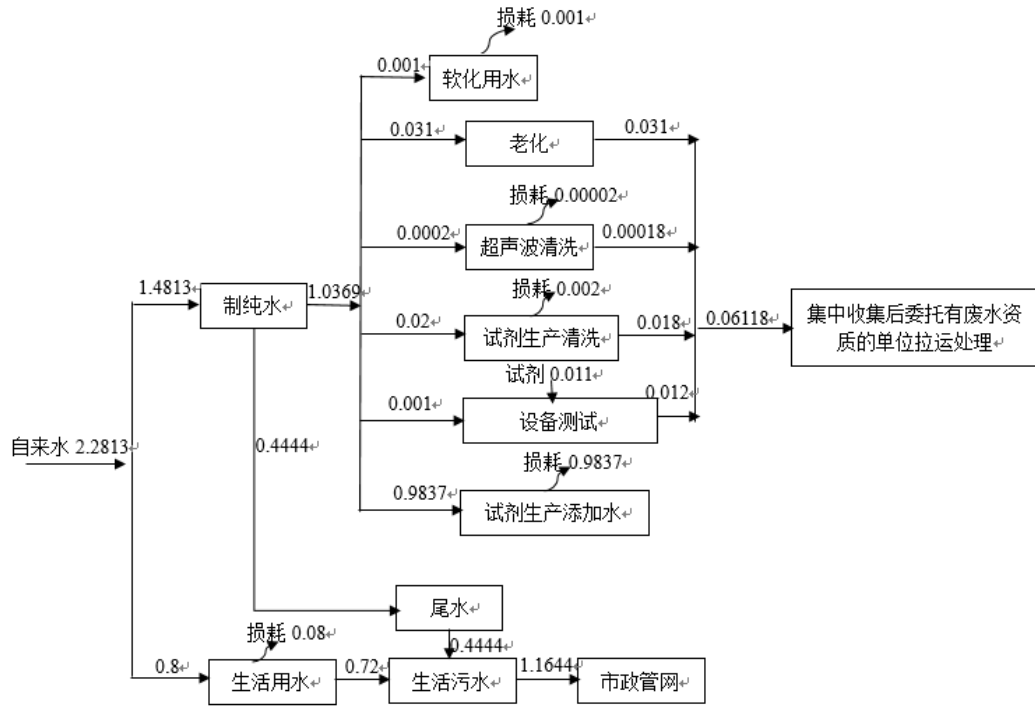 损耗 0.001
0.001
软化用水
0.031
老化
0.031
损耗 0.00002
0.0002
超声波清洗
0.00018
1.4813
制纯水
1.0369
损耗 0.002
0.02
试剂生产清洗
0.018
0.06118
集中收集后委托有废水资
质的单位拉运处理
试剂 0.011
0.001
设备测试
0.012
自来水 2.2813
0.4444
损耗 0.9837
0.9837
试剂生产添加水
尾水
0.4444
损耗 0.08
0.8
生活用水
0.72
生活污水
1.1644
市政管网